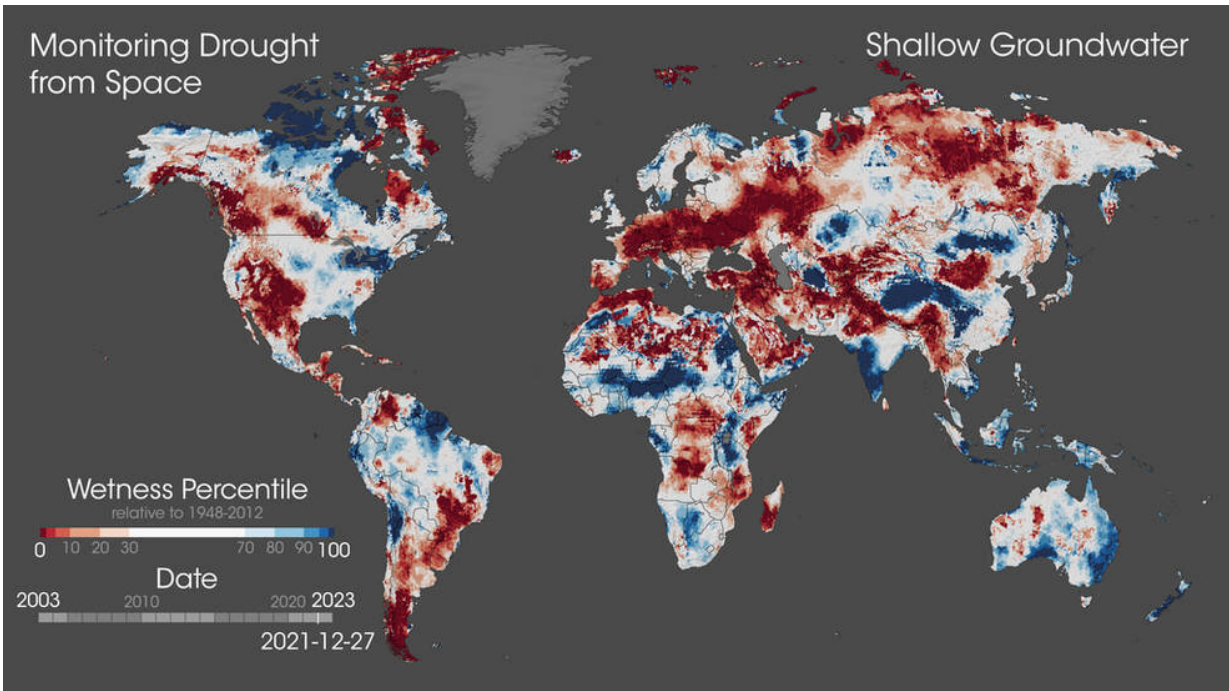 Monitoring Drought
from Space
Shallow Groundwater
Wetness Percentile
relative to 1948-2012
0 10 20 30 70 80 90 100
Date
2003 2010 2020 2023
2021-12-27